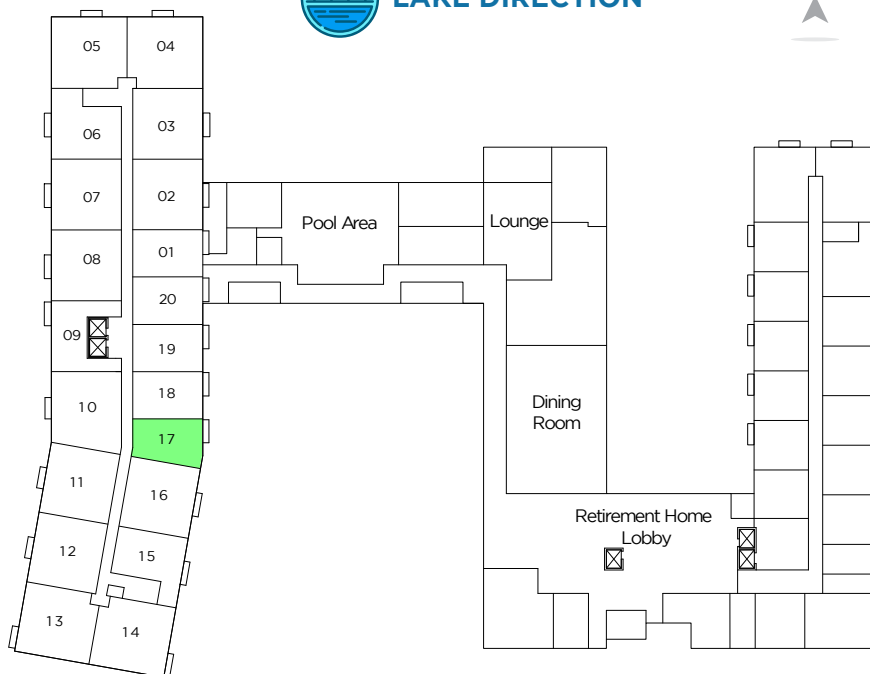 LAKE DIRECTION
05
04
06
03
07
02
Pool Area
Lounge
08
01
20
09
19
10
18
Dining
Room
17
11
16
Retirement Home
Lobby
12
15
13
14